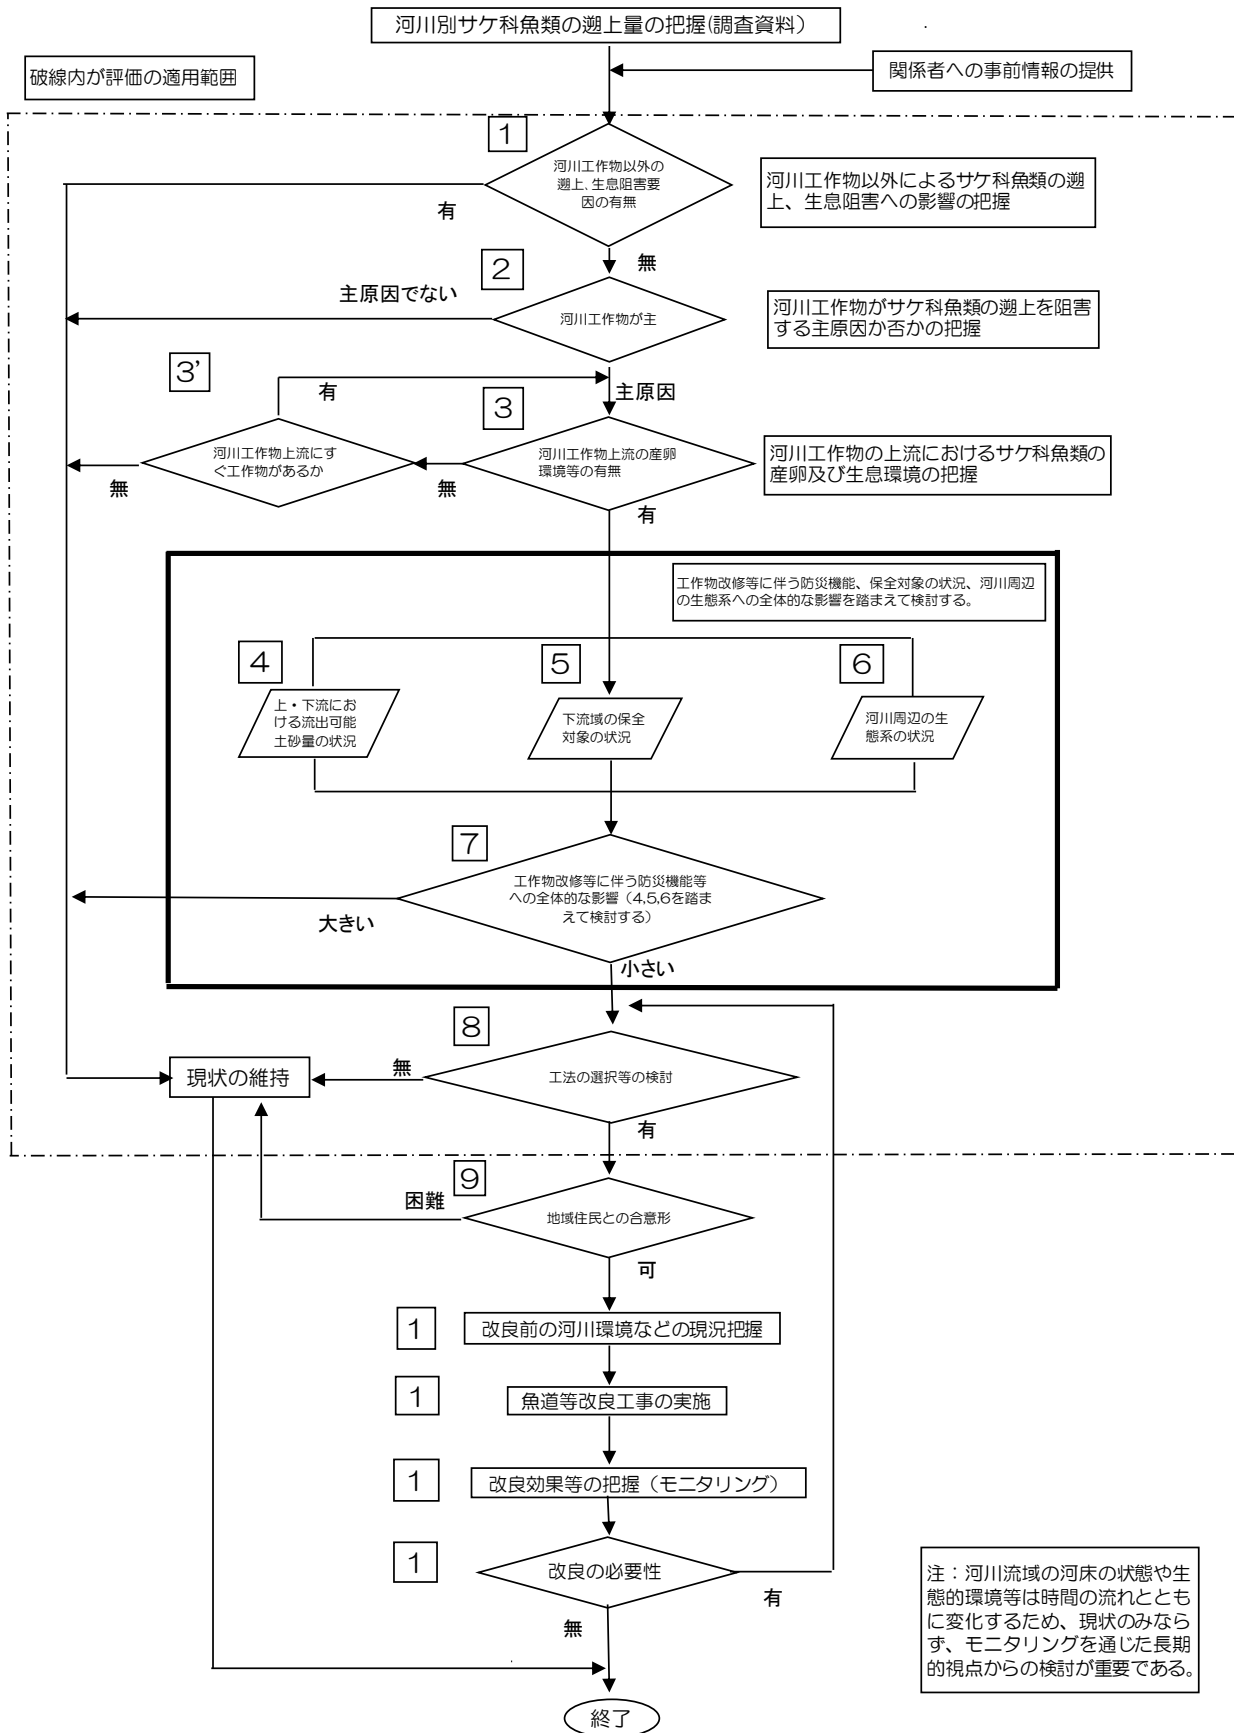 河川別サケ科魚類の遡上量の把握(調査資料）
関係者への事前情報の提供
破線内が評価の適用範囲
1
河川工作物以外の
遡上､生息阻害要
因の有無
有
無
河川工作物以外によるサケ科魚類の遡
上、生息阻害への影響の把握
2
主原因でない
河川工作物が主
主原因
河川工作物がサケ科魚類の遡上を阻害
する主原因か否かの把握
3’
有
河川工作物上流にす
ぐ工作物があるか
無
3
河川工作物上流の産卵
環境等の有無
無
有
河川工作物の上流におけるサケ科魚類の
産卵及び生息環境の把握
工作物改修等に伴う防災機能、保全対象の状況、河川周辺
の生態系への全体的な影響を踏まえて検討する。
4
上・下流にお
ける流出可能
土砂量の状況
5
下流域の保全
対象の状況
6
河川周辺の生
態系の状況
7
工作物改修等に伴う防災機能等
への全体的な影響（4,5,6を踏ま
えて検討する）
大きい
小さい
8
工法の選択等の検討
無
有
現状の維持
9
困難
地域住民との合意形
可
1
改良前の河川環境などの現況把握
1
魚道等改良工事の実施
1
改良効果等の把握（モニタリング）
1
改良の必要性
有
無
終了
注：河川流域の河床の状態や生
態的環境等は時間の流れととも
に変化するため、現状のみなら
ず、モニタリングを通じた長期
的視点からの検討が重要である。